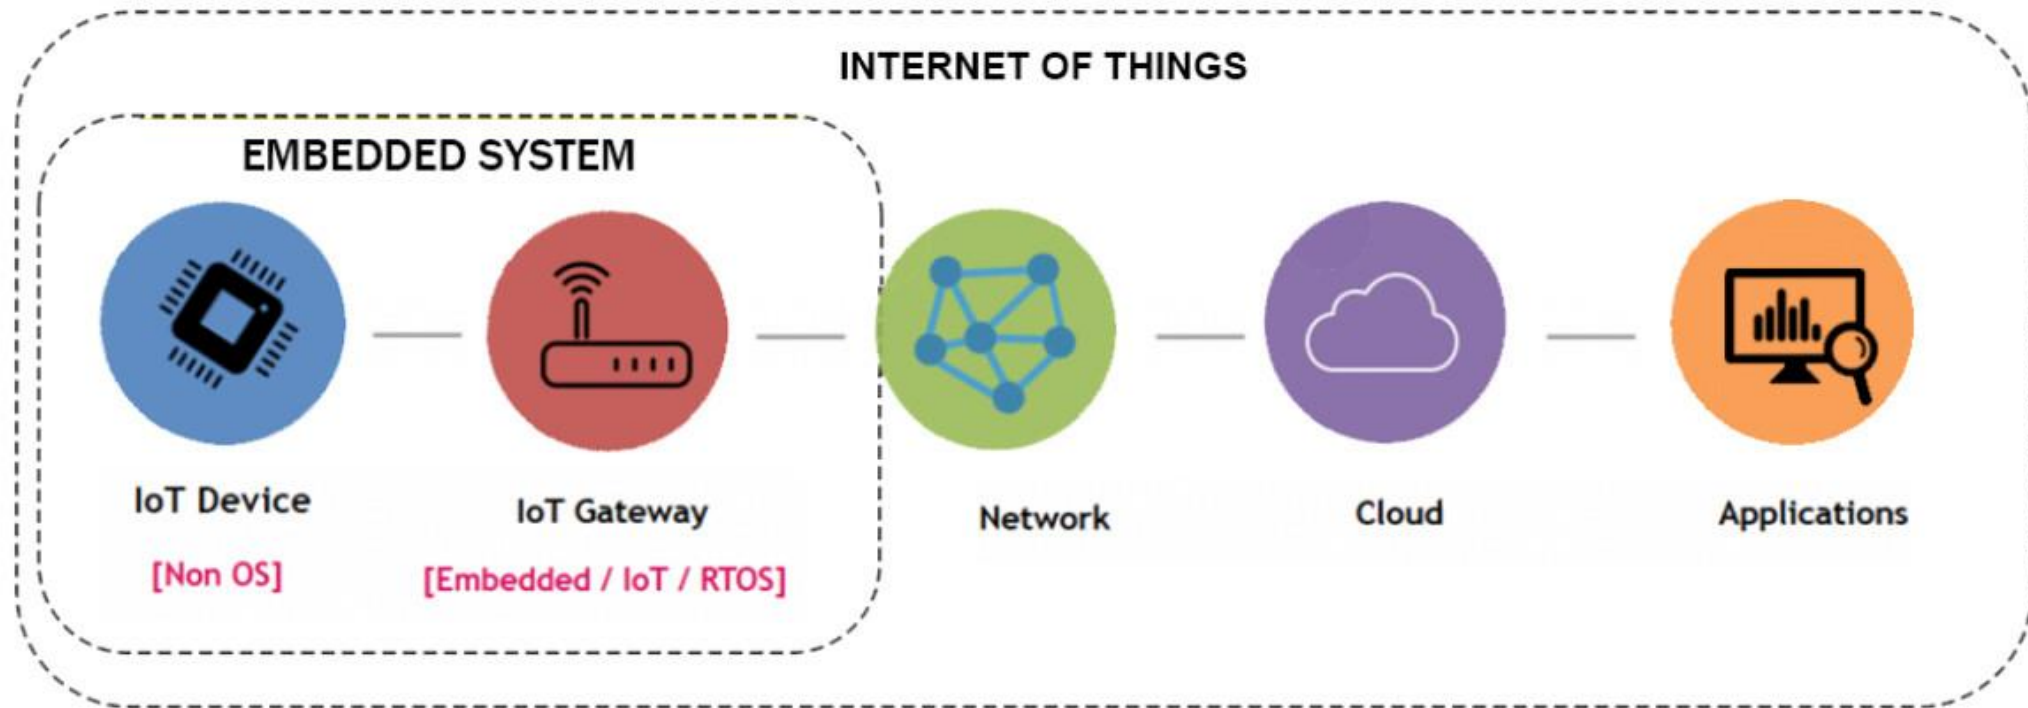 INTERNET OF THINGS
EMBEDDED SYSTEM
IoT Device
IoT Gateway
Network
Cloud
Applications
[Non OS]
[Embedded / IoT / RTOS]